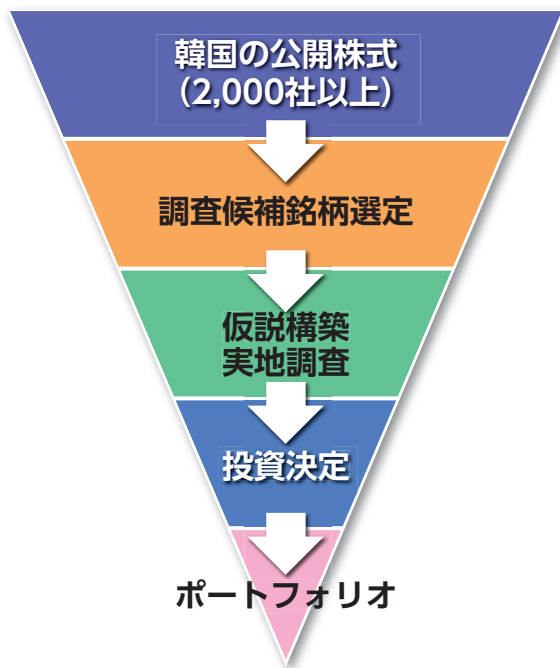 韓国の公開株式
（2,000社以上）
調査候補銘柄選定
仮説構築
実地調査
投資決定
ポートフォリオ